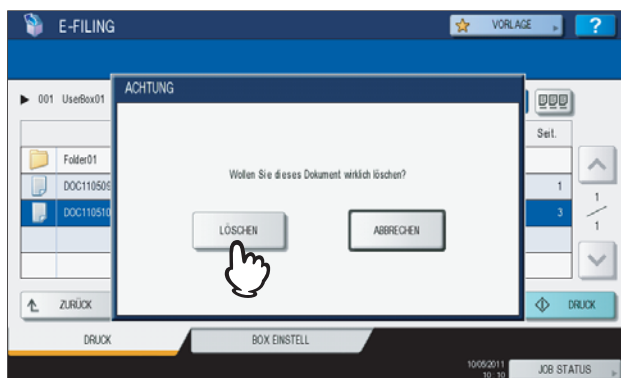 E-FILING
VORLAGE
?
001 UserBox01
ACHTUNG
Seit.
Folder01
Wollen Sie dieses Dokument wirklich löschen?
DOC110509
1
1
DOC110510
3
1
LÖSCHEN
ABBRECHEN
ZURÜCK
DRUCK
DRUCK
BOX EINSTELL
10/05/2011
10: 10
JOB STATUS